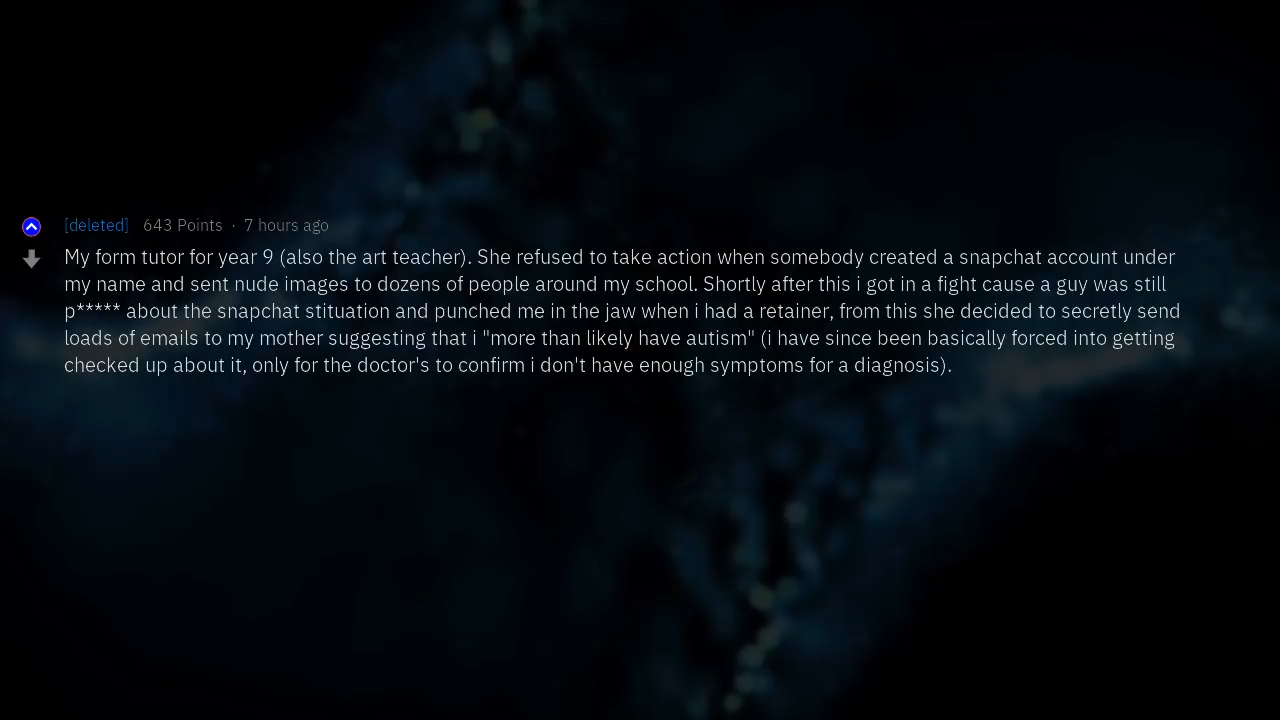 [deleted] 643 Points · 7 hours ago
My form tutor for year 9 (also the art teacher). She refused to take action when somebody created a snapchat account under
my name and sent nude images to dozens of people around my school. Shortly after this i got in a fight cause a guy was still
p***** about the snapchat stituation and punched me in the jaw when i had a retainer, from this she decided to secretly send
loads of emails to my mother suggesting that i "more than likely have autism" (i have since been basically forced into getting
checked up about it, only for the doctor's to confirm i don't have enough symptoms for a diagnosis).